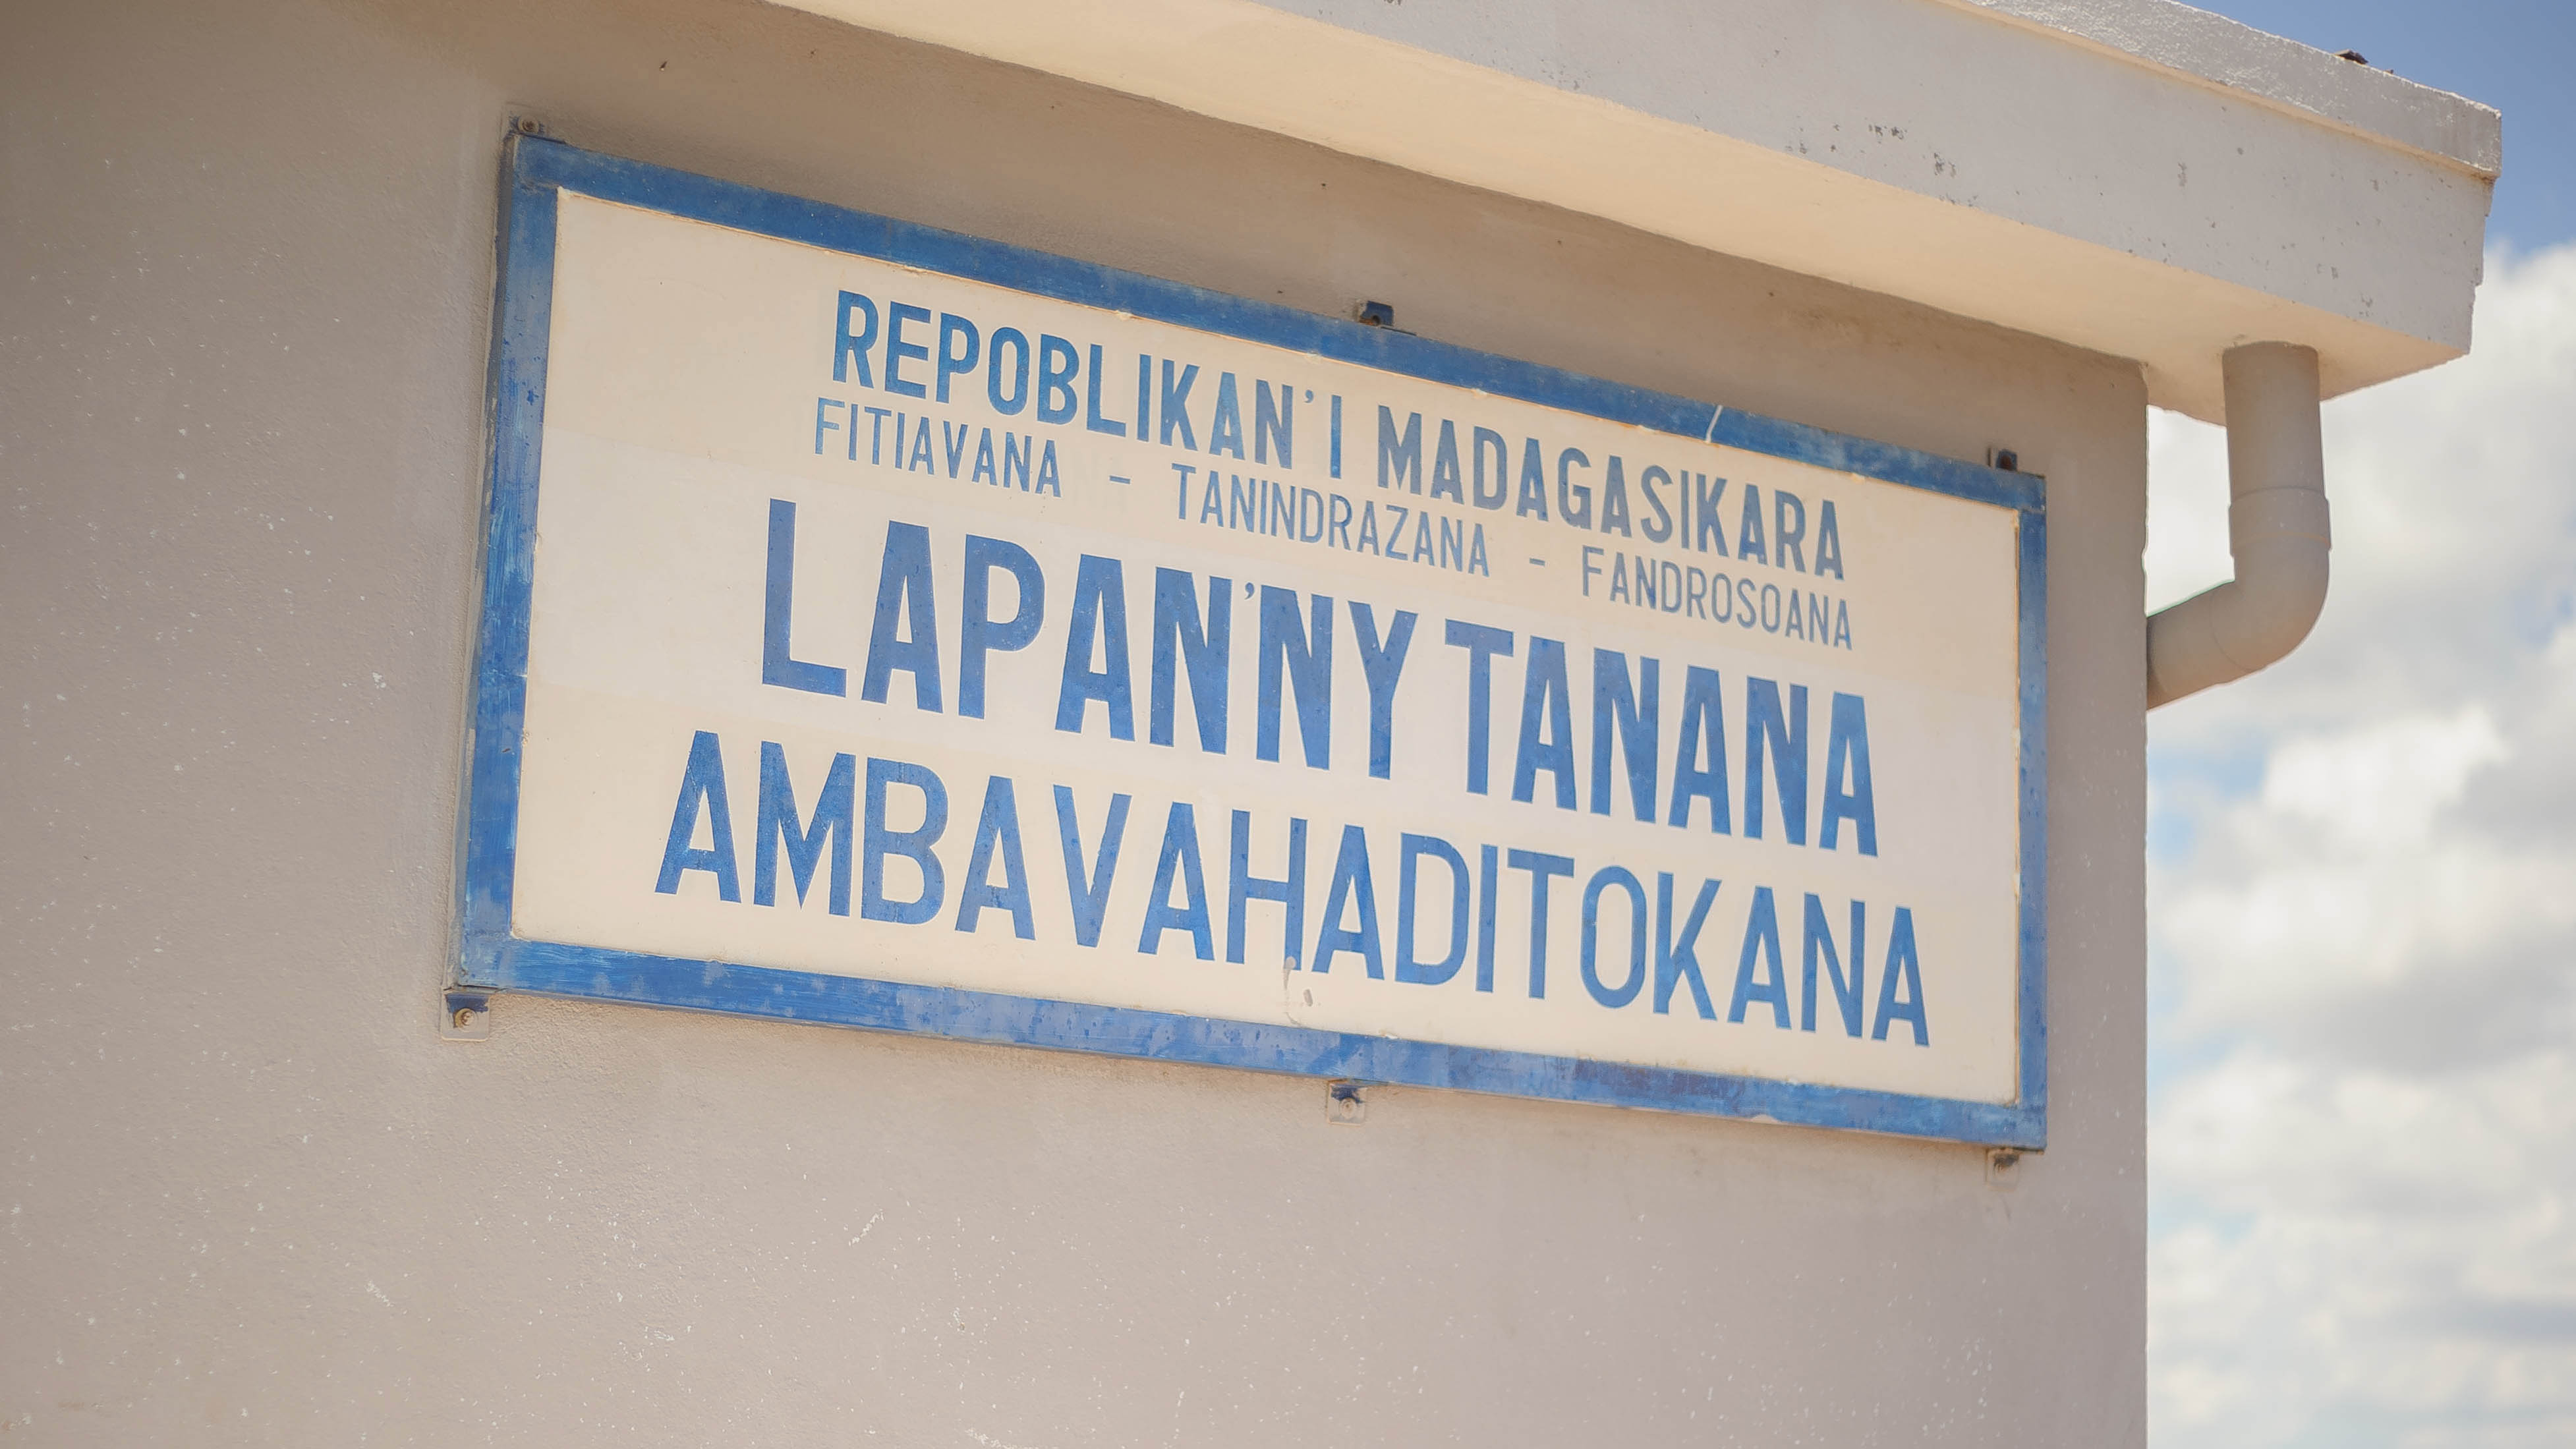 REPOBLIKAN'I MADAGASIKARA
FITIAVANA - TANINDRAZANA - FANDROSOANA
LAPAN'NY TANANA
AMBAVAHADITOKANA